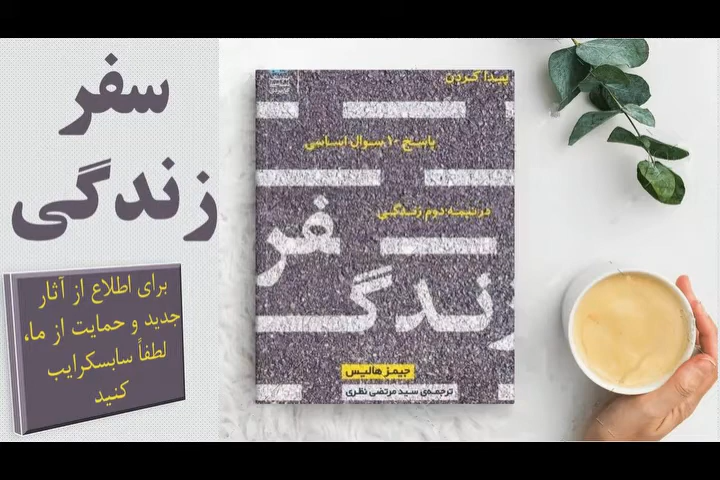 سفر
زندگی
برای اطلاع از آثار
جدید و حمایت از ما،
لطفاً سابسکرایب
کنید
پیدا کردن
پاسخ ۱۰ سوال اساسی
در نیمه دوم زندگی
سفر
زندگی
جیمز هالیس
ترجمه‌ی سید مرتضی نظری